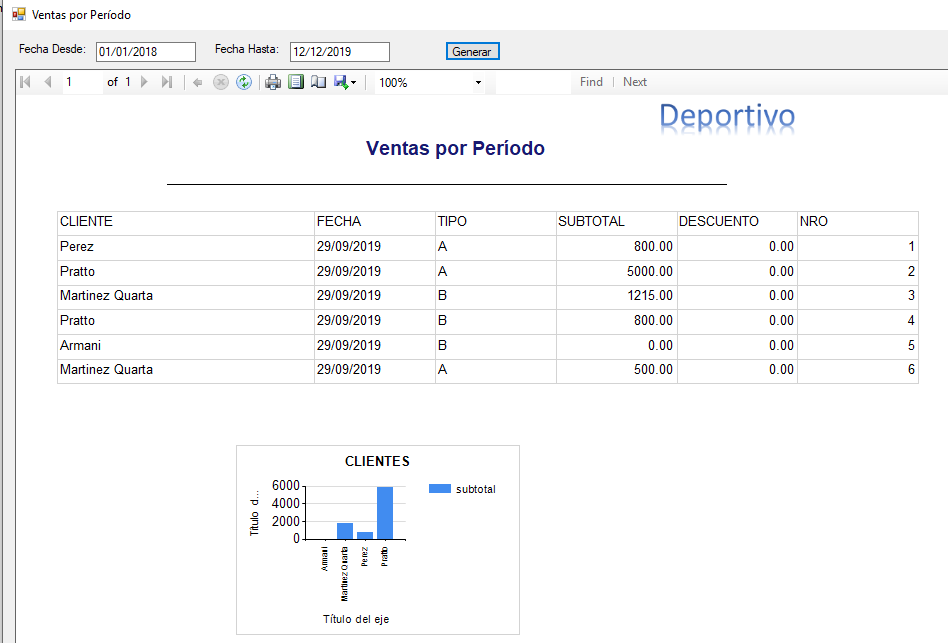 Ventas por Período
Fecha Desde: 01/01/2018 Fecha Hasta: 12/12/2019 Generar
1 of 1 100% Find | Next
Deportivo
Ventas por Período
CLIENTE FECHA TIPO SUBTOTAL DESCUENTO NRO
Perez 29/09/2019 A 800.00 0.00 1
Pratto 29/09/2019 A 5000.00 0.00 2
Martinez Quarta 29/09/2019 B 1215.00 0.00 3
Pratto 29/09/2019 B 800.00 0.00 4
Armani 29/09/2019 B 0.00 0.00 5
Martinez Quarta 29/09/2019 A 500.00 0.00 6
CLIENTES
Título d...
6000
4000
2000
0
subtotal
Armani
Martinez Quarta
Perez
Pratto
Título del eje